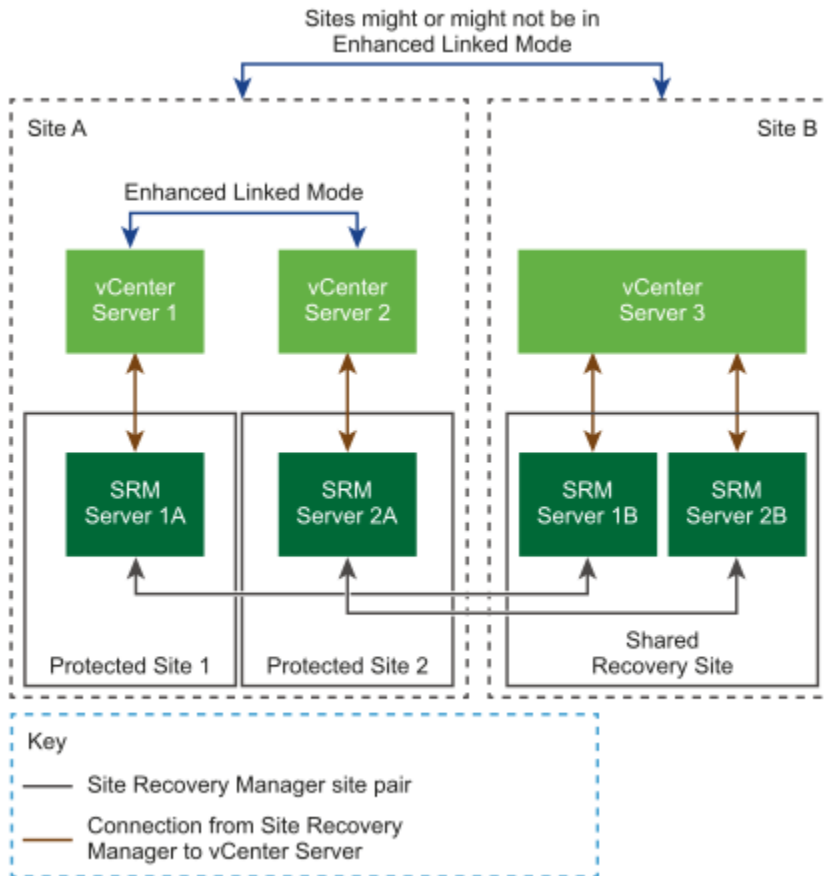 Sites might or might not be in
Enhanced Linked Mode
Site A
Site B
Enhanced Linked Mode
vCenter
Server 1
vCenter
Server 2
vCenter
Server 3
SRM
Server 1A
SRM
Server 2A
SRM
Server 1B
SRM
Server 2B
Protected Site 1
Protected Site 2
Shared
Recovery Site
Key
Site Recovery Manager site pair
Connection from Site Recovery
Manager to vCenter Server